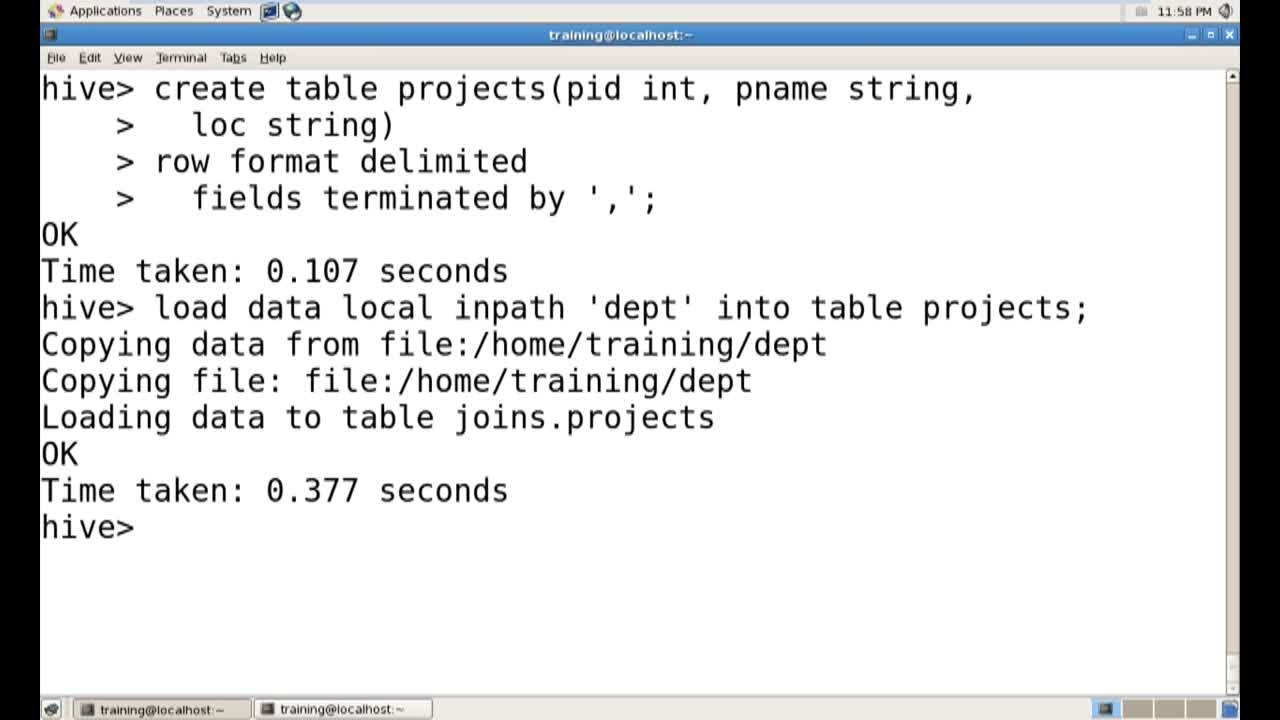 Applications Places System 11:58 PM
training@localhost:~
File Edit View Terminal Tabs Help
hive> create table projects(pid int, pname string,
    >   loc string)
    > row format delimited
    >   fields terminated by ',';
OK
Time taken: 0.107 seconds
hive> load data local inpath 'dept' into table projects;
Copying data from file:/home/training/dept
Copying file: file:/home/training/dept
Loading data to table joins.projects
OK
Time taken: 0.377 seconds
hive>
training@localhost:~ training@localhost:~